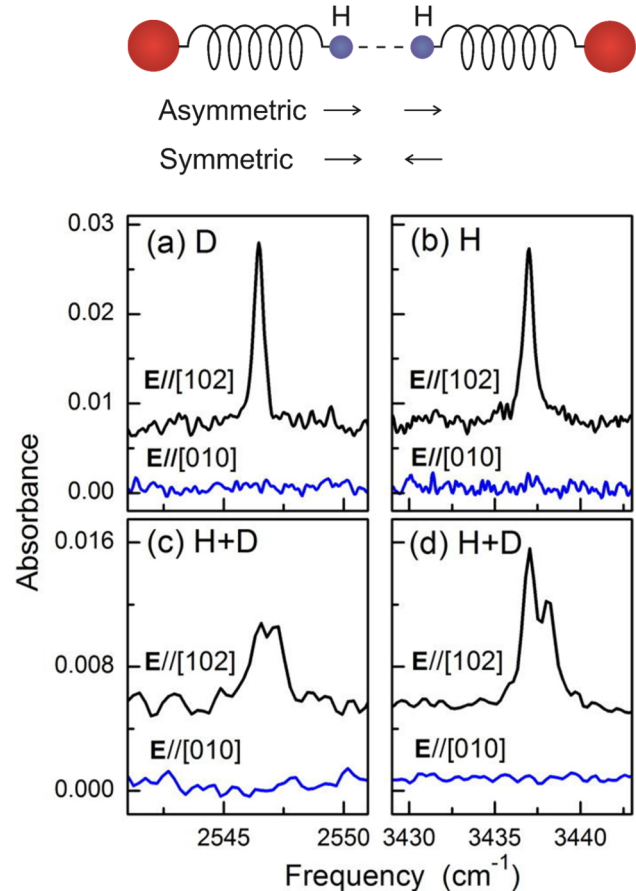 H H
Asymmetric
Symmetric
Absorbance
0.03
0.02
0.01
0.00
(a) D
E//[102]
E//[010]
(b) H
E//[102]
E//[010]
0.016
0.008
0.000
(c) H+D
E//[102]
E//[010]
(d) H+D
E//[102]
E//[010]
2545 2550 3430 3435 3440
Frequency (cm⁻¹)